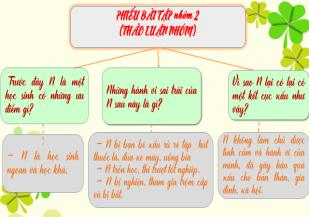 PHIẾU BÀI TẬP nhóm 2
(THẢO LUẬN NHÓM)
Trước đây N là một
học sinh có những ưu
điểm gì?
Những hành vi sai trái của
N sau này là gì?
Vì sao N lại có lại có
một kết cục xấu như
vậy?
- N là học sinh
ngoan và học khá.
- N bị bạn bè xấu rủ rê tập hút
thuốc lá, đua xe máy, uống bia
- N trốn học, thi trượt tốt nghiệp.
- N bị nghiện, tham gia trộm cắp
và bị bắt.
N không làm chủ được
tình cảm và hành vi của
mình, đã gây hậu quả
xấu cho bản thân, gia
đình, xã hội.